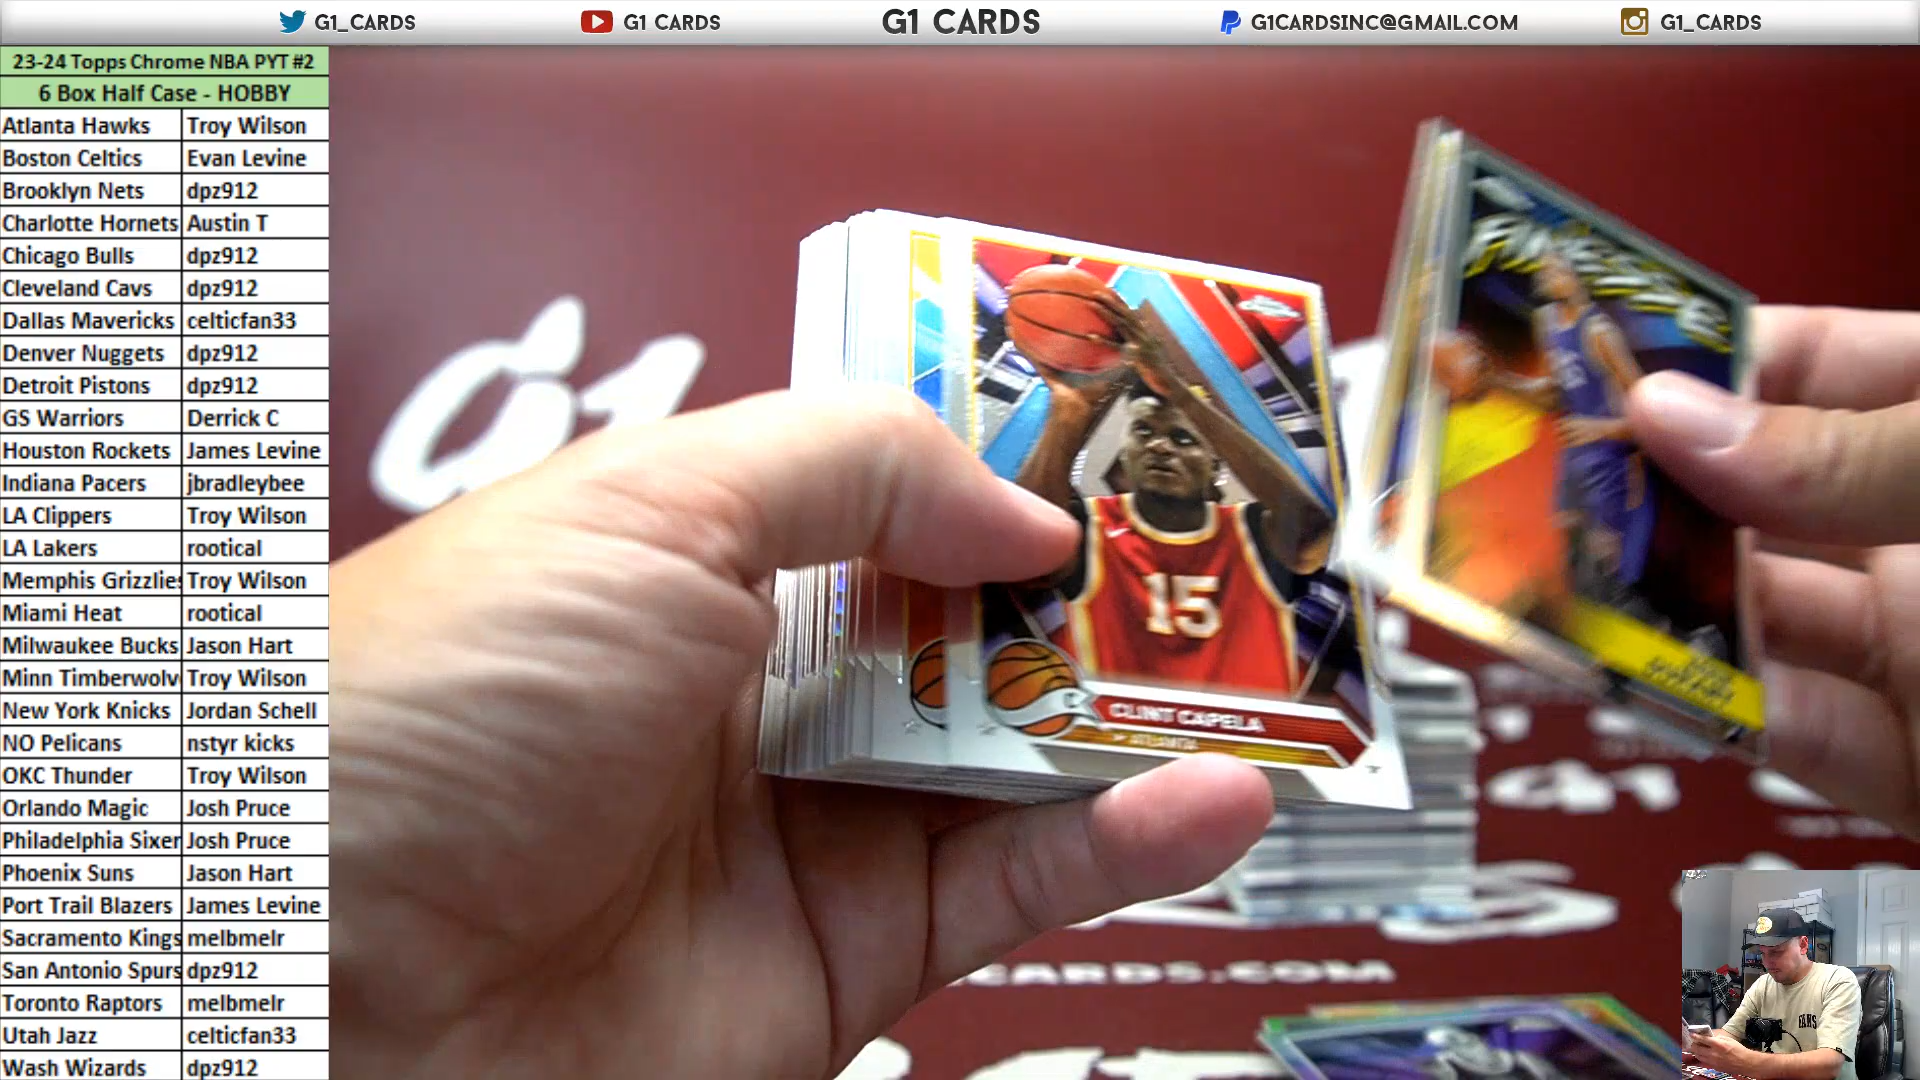 G1_CARDS
G1 CARDS
G1 CARDS
G1CARDSINC@GMAIL.COM
G1_CARDS
23-24 Topps Chrome NBA PYT #2
6 Box Half Case - HOBBY
Atlanta Hawks Troy Wilson
Boston Celtics Evan Levine
Brooklyn Nets dpz912
Charlotte Hornets Austin T
Chicago Bulls dpz912
Cleveland Cavs dpz912
Dallas Mavericks celticfan33
Denver Nuggets dpz912
Detroit Pistons dpz912
GS Warriors Derrick C
Houston Rockets James Levine
Indiana Pacers jbradleybee
LA Clippers Troy Wilson
LA Lakers rootical
Memphis Grizzlies Troy Wilson
Miami Heat rootical
Milwaukee Bucks Jason Hart
Minn Timberwolv Troy Wilson
New York Knicks Jordan Schell
NO Pelicans nstyr kicks
OKC Thunder Troy Wilson
Orlando Magic Josh Pruce
Philadelphia Sixer Josh Pruce
Phoenix Suns Jason Hart
Port Trail Blazers James Levine
Sacramento Kings melbmelr
San Antonio Spurs dpz912
Toronto Raptors melbmelr
Utah Jazz celticfan33
Wash Wizards dpz912
15
CLINT CAPELA
ATLANTA
G1
CARDS.COM